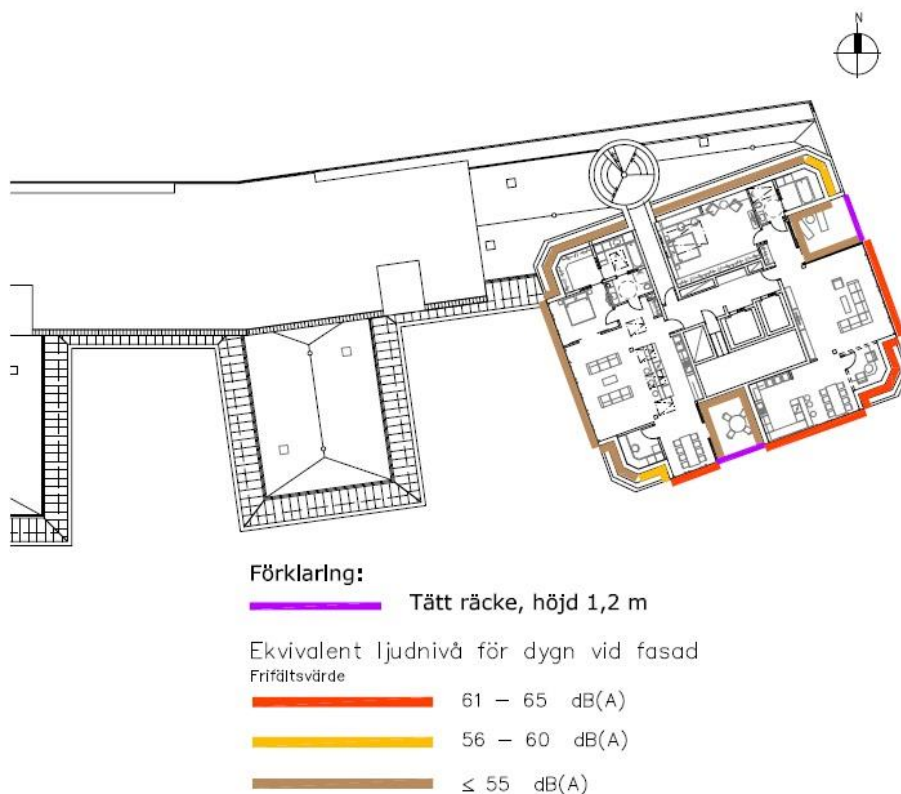 N
Förklaring:
Tätt räcke, höjd 1,2 m
Ekvivalent ljudnivå för dygn vid fasad
Frifältsvärde
61 – 65 dB(A)
56 – 60 dB(A)
≤ 55 dB(A)